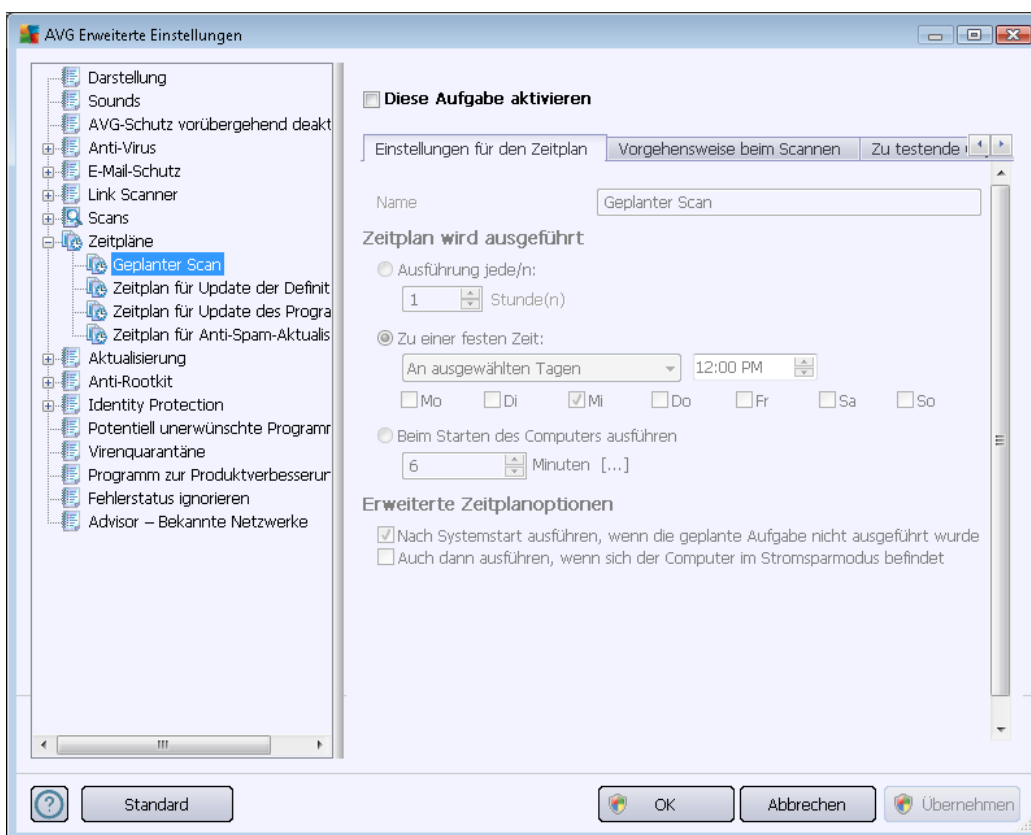 AVG Erweiterte Einstellungen
Darstellung
Sounds
AVG-Schutz vorübergehend deakt
Anti-Virus
E-Mail-Schutz
Link Scanner
Scans
Zeitpläne
Geplanter Scan
Zeitplan für Update der Definit
Zeitplan für Update des Progra
Zeitplan für Anti-Spam-Aktualis
Aktualisierung
Anti-Rootkit
Identity Protection
Potentiell unerwünschte Programm
Virenquarantäne
Programm zur Produktverbesserun
Fehlerstatus ignorieren
Advisor – Bekannte Netzwerke
Diese Aufgabe aktivieren
Einstellungen für den Zeitplan Vorgehensweise beim Scannen Zu testende
Name Geplanter Scan
Zeitplan wird ausgeführt
Ausführung jede/n:
1 Stunde(n)
Zu einer festen Zeit:
An ausgewählten Tagen 12:00 PM
Mo Di Mi Do Fr Sa So
Beim Starten des Computers ausführen
6 Minuten [...]
Erweiterte Zeitplanoptionen
Nach Systemstart ausführen, wenn die geplante Aufgabe nicht ausgeführt wurde
Auch dann ausführen, wenn sich der Computer im Stromsparmodus befindet
Standard OK Abbrechen Übernehmen